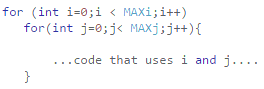 for (int i=0;i < MAXi;i++)
for(int j=0;j< MAXj;j++){
...code that uses i and j....
}